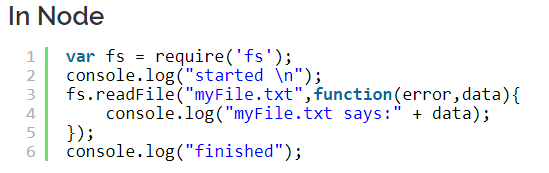 In Node
1 var fs = require('fs');
2 console.log("started \n");
3 fs.readFile("myFile.txt",function(error,data){
4 console.log("myFile.txt says:" + data);
5 });
6 console.log("finished");